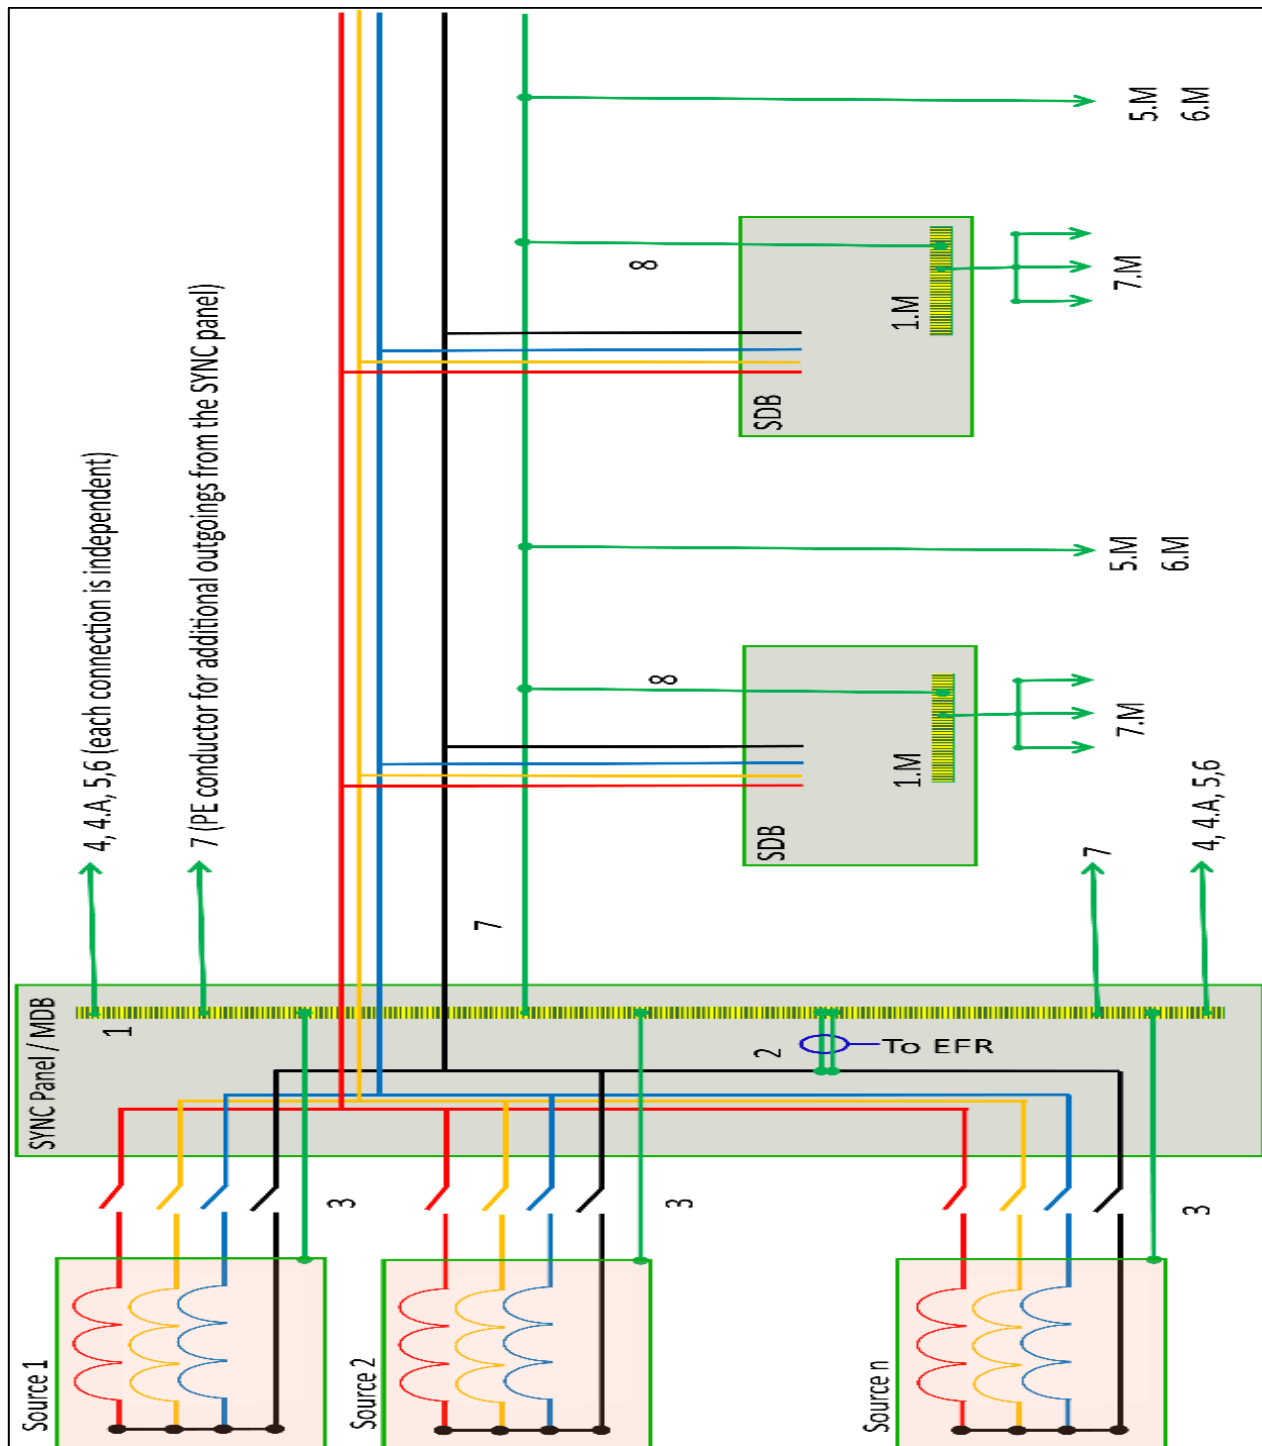 Source 1
Source 2
Source n
3
3
3
SYNC Panel / MDB
1
2
To EFR
4, 4.A, 5,6 (each connection is independent)
7 (PE conductor for additional outgoings from the SYNC panel)
7
7
4, 4.A, 5,6
SDB
1.M
8
7.M
5.M
6.M
SDB
1.M
8
7.M
5.M
6.M